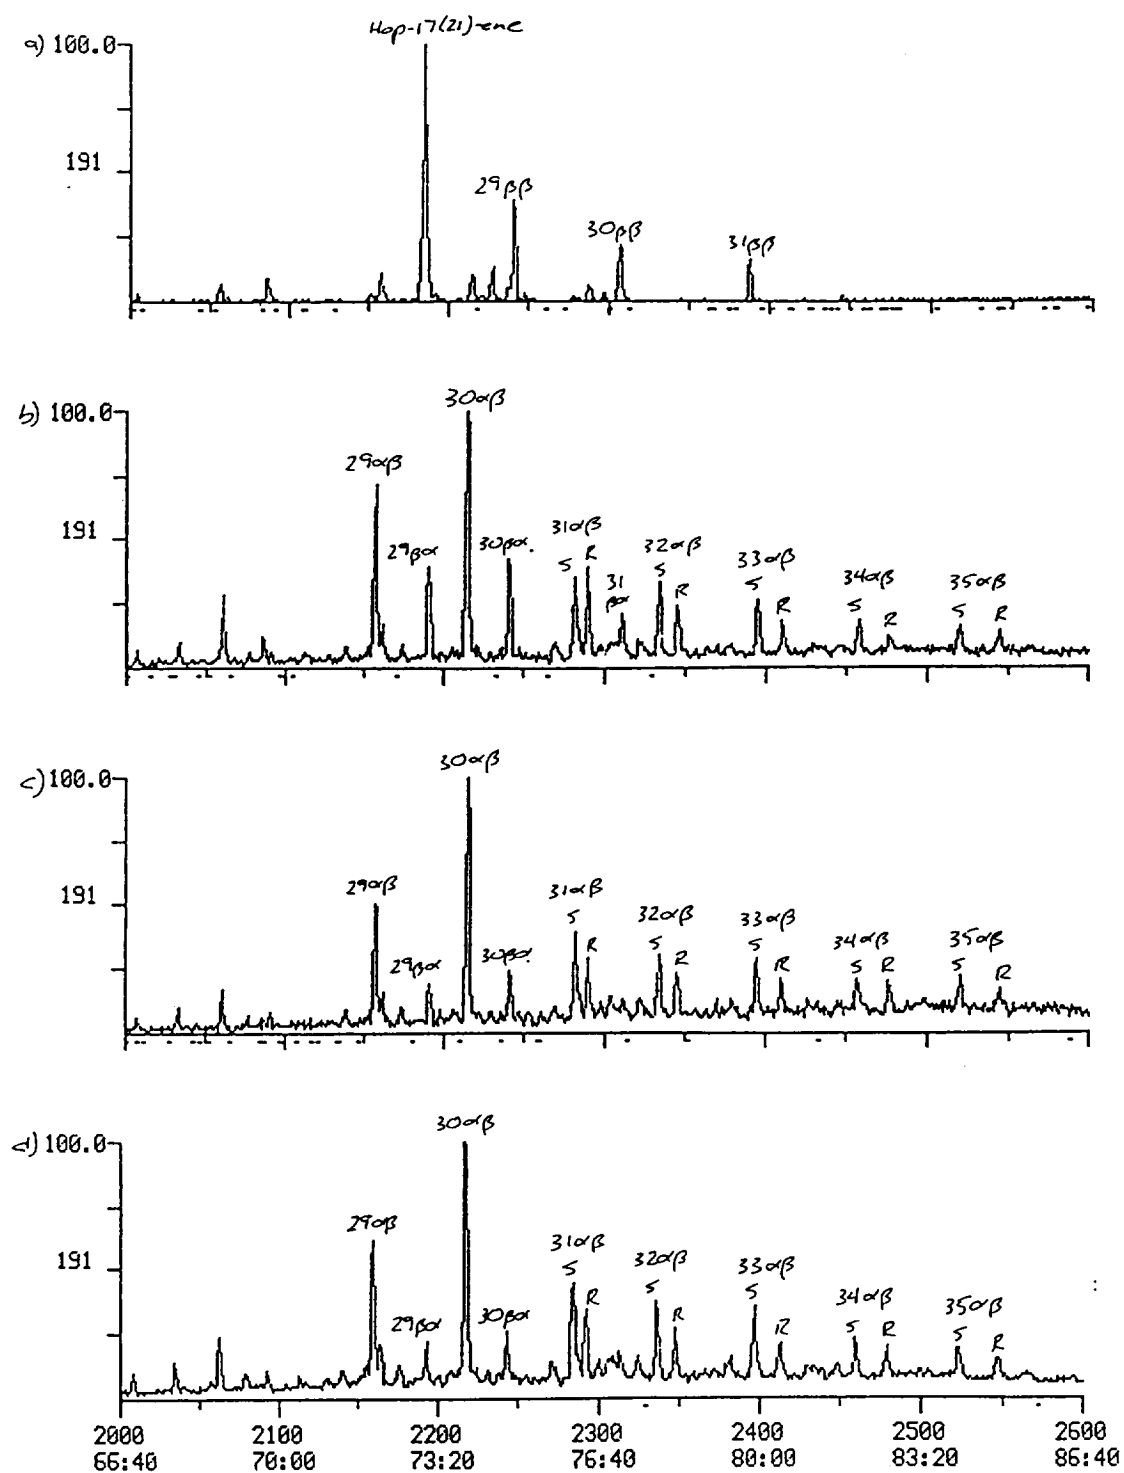 Hop-17(21)-ene
a) 100.0
191
29ββ
30ββ
31ββ
b) 100.0
30αβ
29αβ
191
29βα
30βα.
31αβ
S R
31
βα
32αβ
S R
33αβ
S R
34αβ
S R
35αβ
S R
c) 100.0
30αβ
191
29αβ
29βα
30βα.
31αβ
S R
32αβ
S R
33αβ
S R
34αβ
S R
35αβ
S R
d) 100.0
30αβ
191
29αβ
29βα
30βα
31αβ
S R
32αβ
S R
33αβ
S R
34αβ
S R
35αβ
S R
2000 2100 2200 2300 2400 2500 2600
66:40 70:00 73:20 76:40 80:00 83:20 86:40